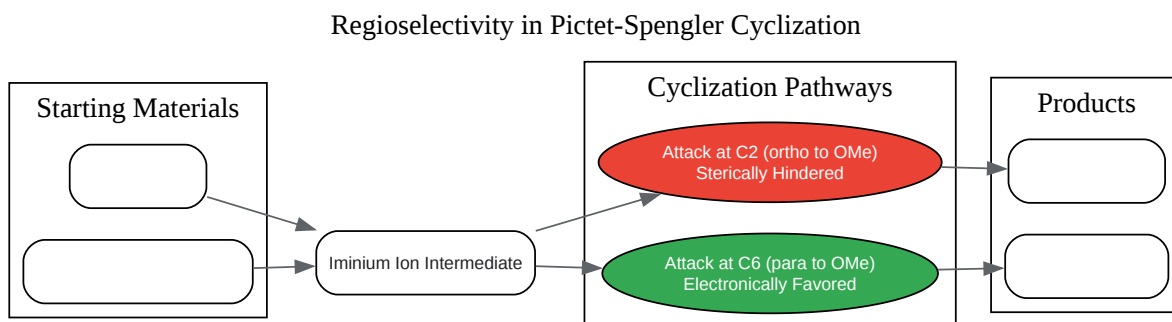 Regioselectivity in Pictet-Spengler Cyclization
Starting Materials
Iminium Ion Intermediate
Cyclization Pathways
Attack at C2 (ortho to OMe)
Sterically Hindered
Attack at C6 (para to OMe)
Electronically Favored
Products